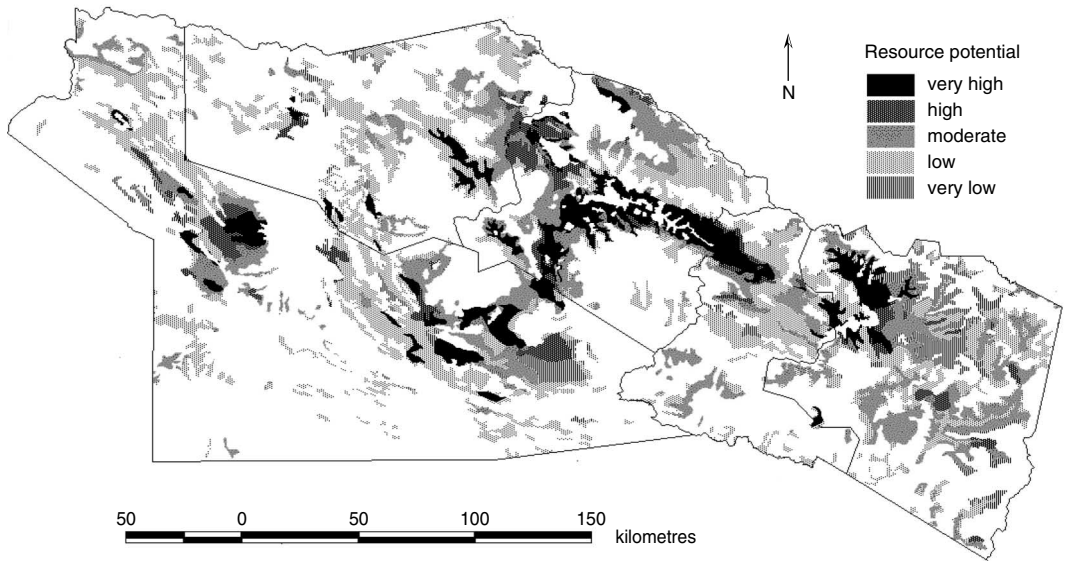 N
Resource potential
very high
high
moderate
low
very low
50 0 50 100 150
kilometres